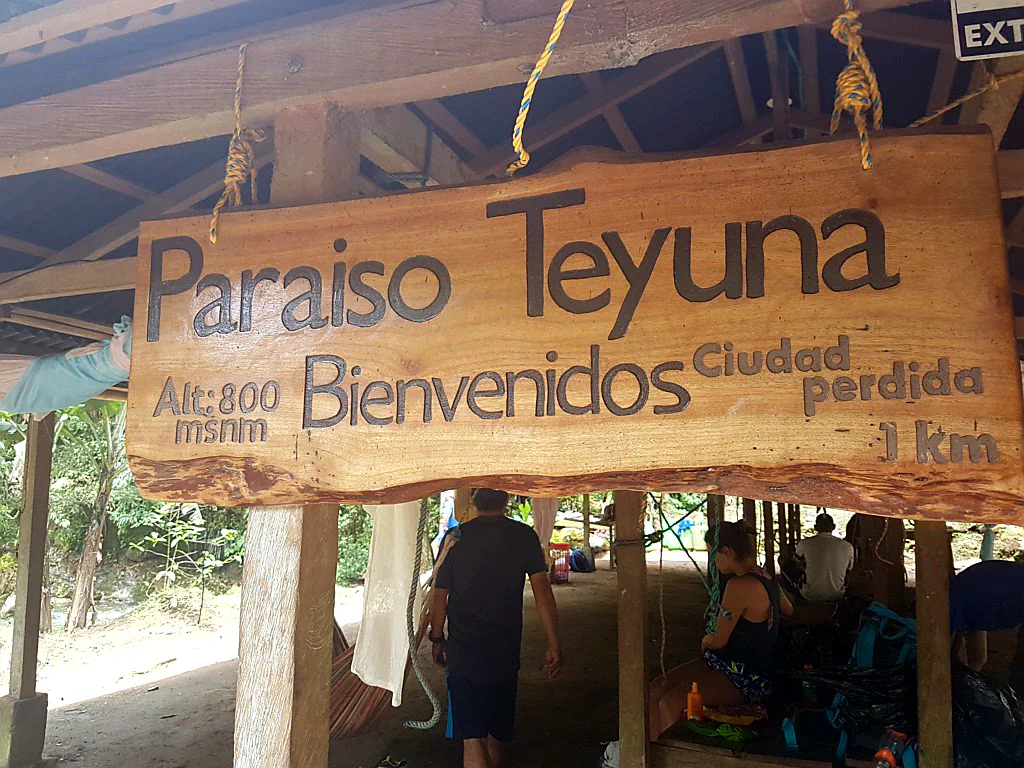 EXT
Paraiso Teyuna
Alt: 800
msnm
Bienvenidos
Ciudad
perdida
1 km